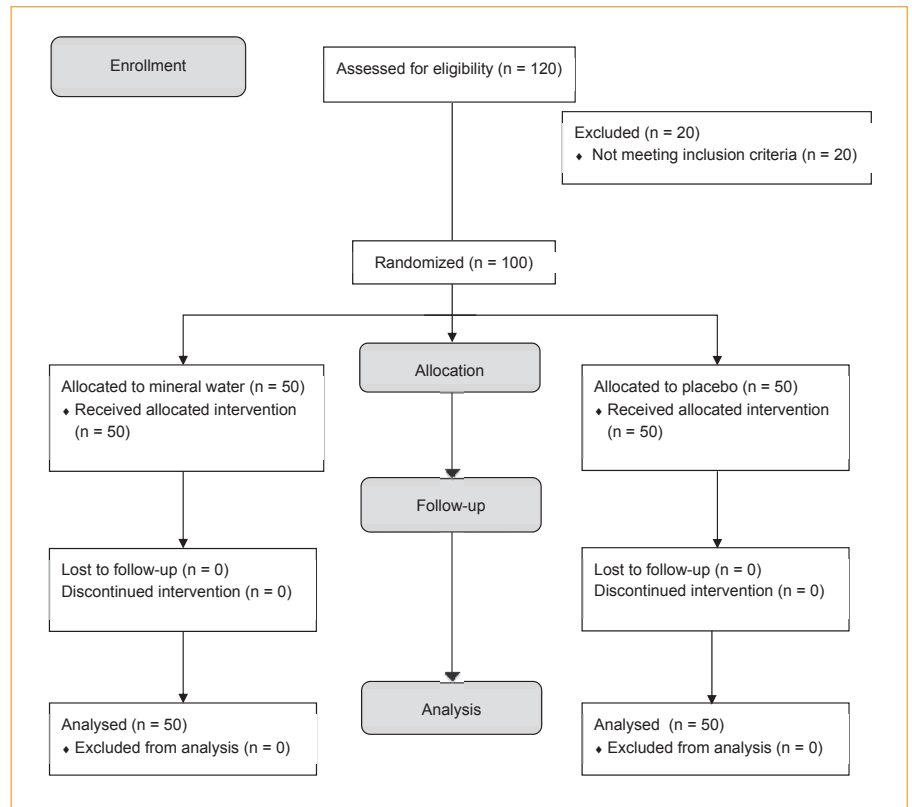 Enrollment
Assessed for eligibility (n = 120)
Excluded (n = 20)
♦ Not meeting inclusion criteria (n = 20)
Randomized (n = 100)
Allocated to mineral water (n = 50)
♦ Received allocated intervention
(n = 50)
Allocation
Allocated to placebo (n = 50)
♦ Received allocated intervention
(n = 50)
Follow-up
Lost to follow-up (n = 0)
Discontinued intervention (n = 0)
Lost to follow-up (n = 0)
Discontinued intervention (n = 0)
Analysed (n = 50)
♦ Excluded from analysis (n = 0)
Analysis
Analysed (n = 50)
♦ Excluded from analysis (n = 0)